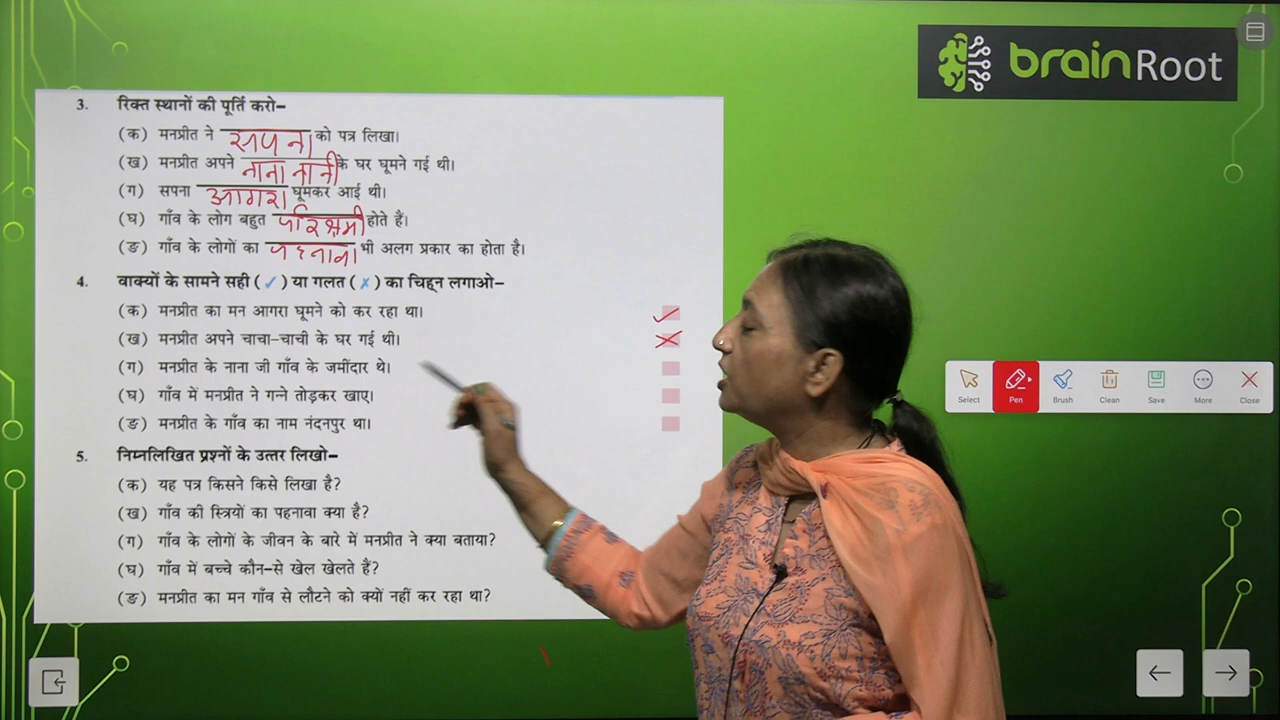 brainRoot
3. रिक्त स्थानों की पूर्ति करो–
(क) मनप्रीत ने सपना को पत्र लिखा।
(ख) मनप्रीत अपने नाना नानी के घर घूमने गई थी।
(ग) सपना आगरा घूमकर आई थी।
(घ) गाँव के लोग बहुत परिश्रमी होते हैं।
(ङ) गाँव के लोगों का पहनावा भी अलग प्रकार का होता है।
4. वाक्यों के सामने सही (✓) या गलत (✗) का चिह्न लगाओ–
(क) मनप्रीत का मन आगरा घूमने को कर रहा था। ✓
(ख) मनप्रीत अपने चाचा-चाची के घर गई थी। ✗
(ग) मनप्रीत के नाना जी गाँव के जमींदार थे।
(घ) गाँव में मनप्रीत ने गन्ने तोड़कर खाए।
(ङ) मनप्रीत के गाँव का नाम नंदनपुर था।
5. निम्नलिखित प्रश्नों के उत्तर लिखो–
(क) यह पत्र किसने किसे लिखा है?
(ख) गाँव की स्त्रियों का पहनावा क्या है?
(ग) गाँव के लोगों के जीवन के बारे में मनप्रीत ने क्या बताया?
(घ) गाँव में बच्चे कौन-से खेल खेलते हैं?
(ङ) मनप्रीत का मन गाँव से लौटने को क्यों नहीं कर रहा था?
Select Pen Brush Clean Save More Close